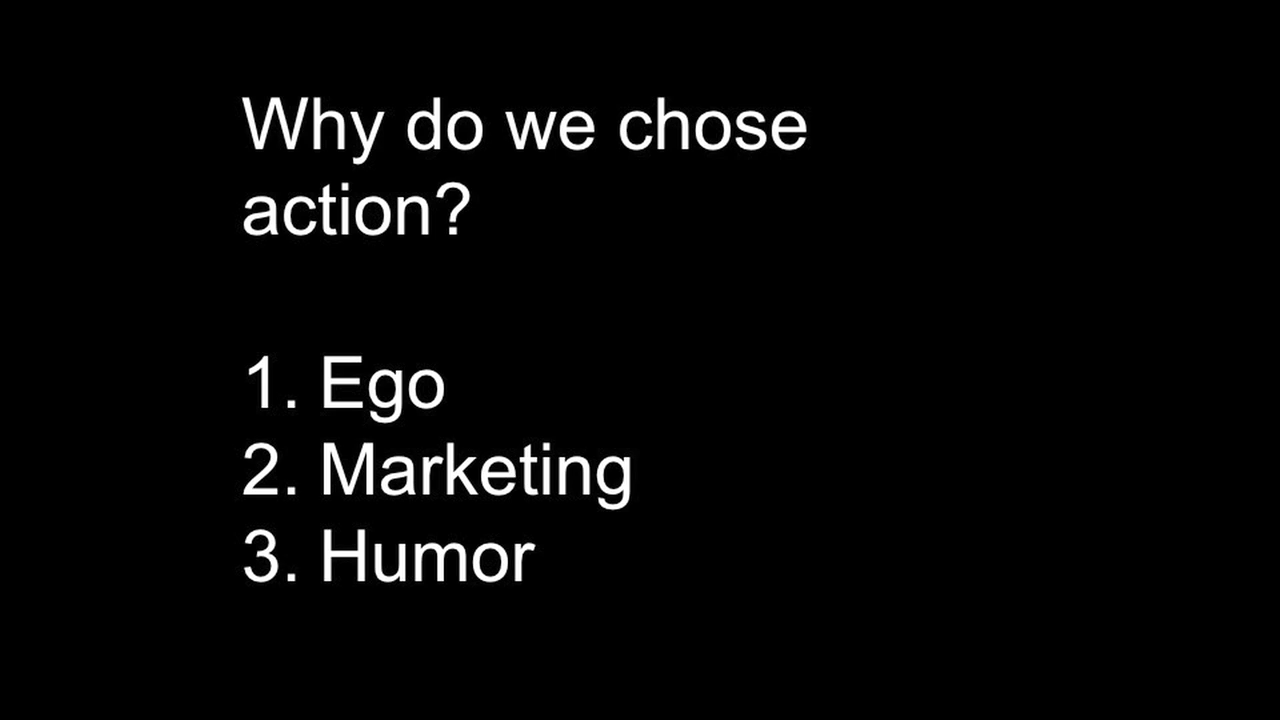 Why do we chose
action?
1. Ego
2. Marketing
3. Humor